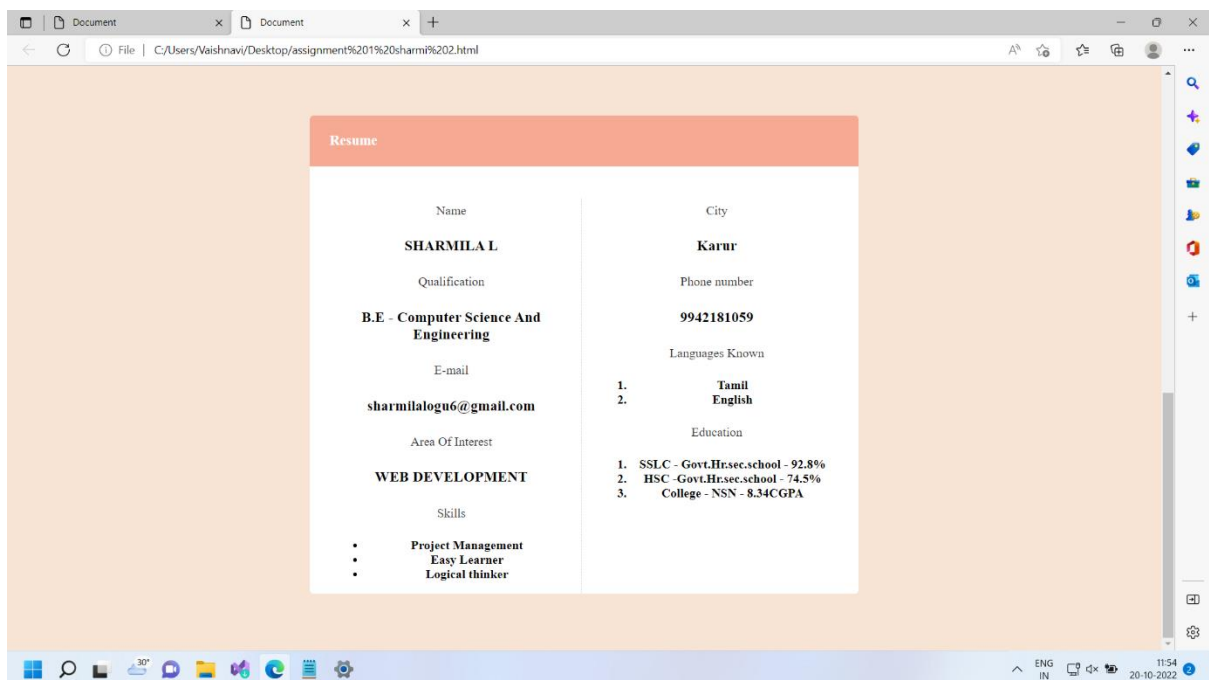 Document
Document
File | C:/Users/Vaishnavi/Desktop/assignment%201%20sharmi%202.html
Resume
Name
SHARMILA L
Qualification
B.E - Computer Science And
Engineering
E-mail
sharmilalogu6@gmail.com
Area Of Interest
WEB DEVELOPMENT
Skills
• Project Management
• Easy Learner
• Logical thinker
City
Karur
Phone number
9942181059
Languages Known
1. Tamil
2. English
Education
1. SSLC - Govt.Hr.sec.school - 92.8%
2. HSC -Govt.Hr.sec.school - 74.5%
3. College - NSN - 8.34CGPA
30°
ENG
IN
11:54
20-10-2022
2